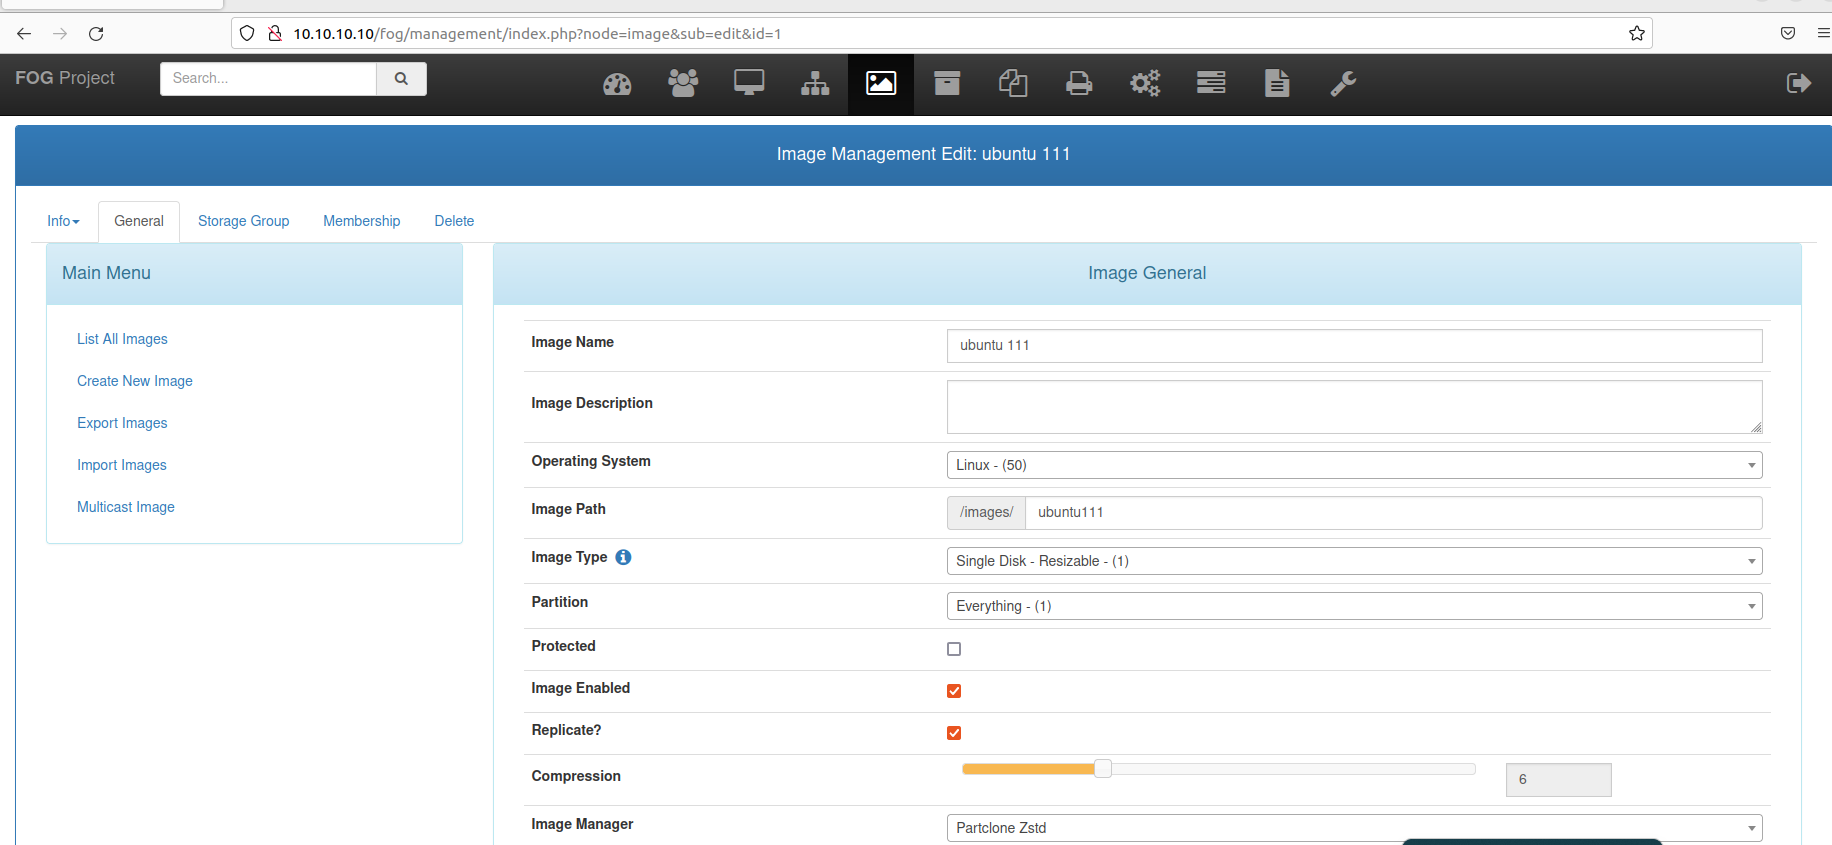 10.10.10.10/fog/management/index.php?node=image&sub=edit&id=1
FOG Project
Search...
Image Management Edit: ubuntu 111
Info
General
Storage Group
Membership
Delete
Main Menu
List All Images
Create New Image
Export Images
Import Images
Multicast Image
Image General
Image Name
ubuntu 111
Image Description
Operating System
Linux - (50)
Image Path
/images/
ubuntu111
Image Type
Single Disk - Resizable - (1)
Partition
Everything - (1)
Protected
Image Enabled
Replicate?
Compression
6
Image Manager
Partclone Zstd